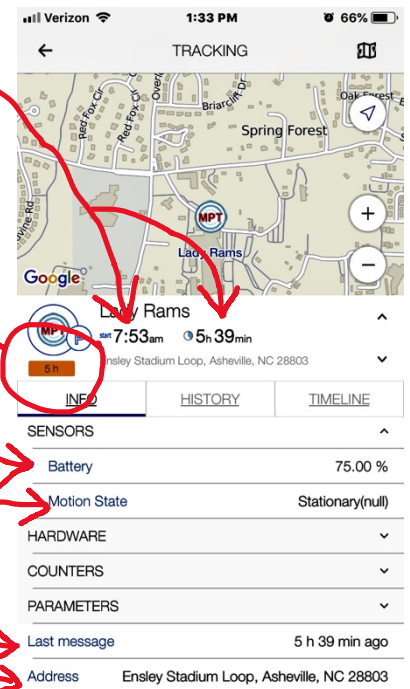 Verizon 1:33 PM 66%
TRACKING
Red Fox Cir
Red Fox Cir
Briarcliff Dr
Spring Forest
MPT
Lady Rams
Google
Lady Rams
MPT P
start 7:53am 5h 39min
5 h
Ensley Stadium Loop, Asheville, NC 28803
INFO HISTORY TIMELINE
SENSORS
Battery 75.00 %
Motion State Stationary(null)
HARDWARE
COUNTERS
PARAMETERS
Last message 5 h 39 min ago
Address Ensley Stadium Loop, Asheville, NC 28803